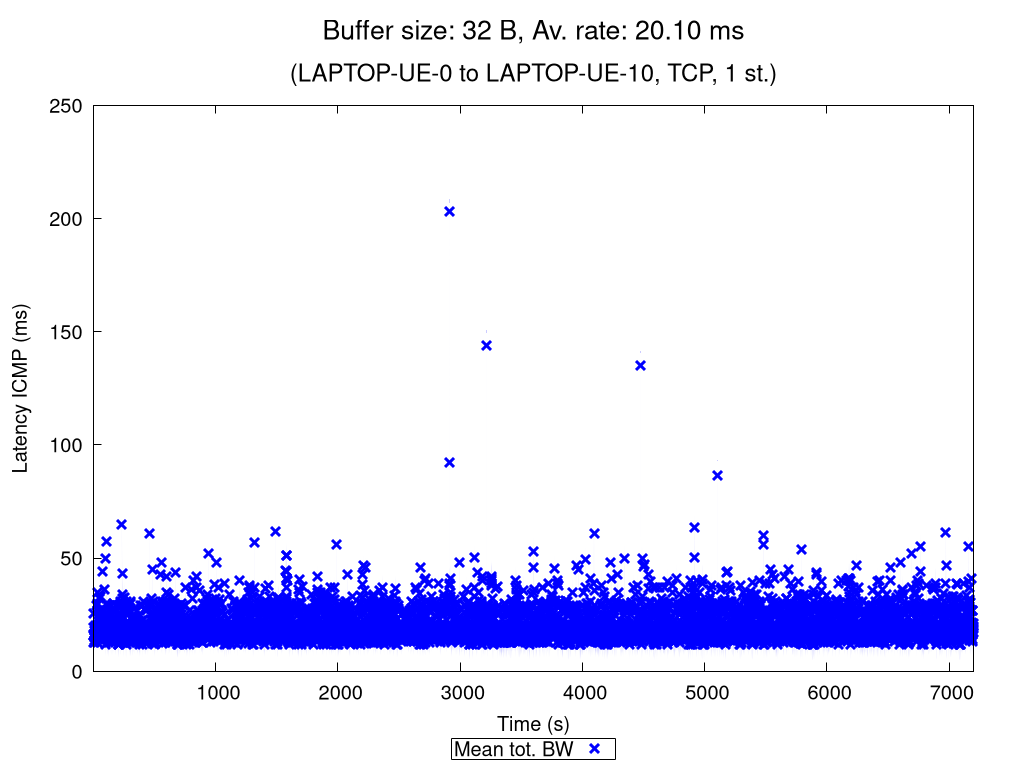 Buffer size: 32 B, Av. rate: 20.10 ms
(LAPTOP-UE-0 to LAPTOP-UE-10, TCP, 1 st.)
250
200
150
100
50
0
Latency ICMP (ms)
1000 2000 3000 4000 5000 6000 7000
Time (s)
Mean tot. BW